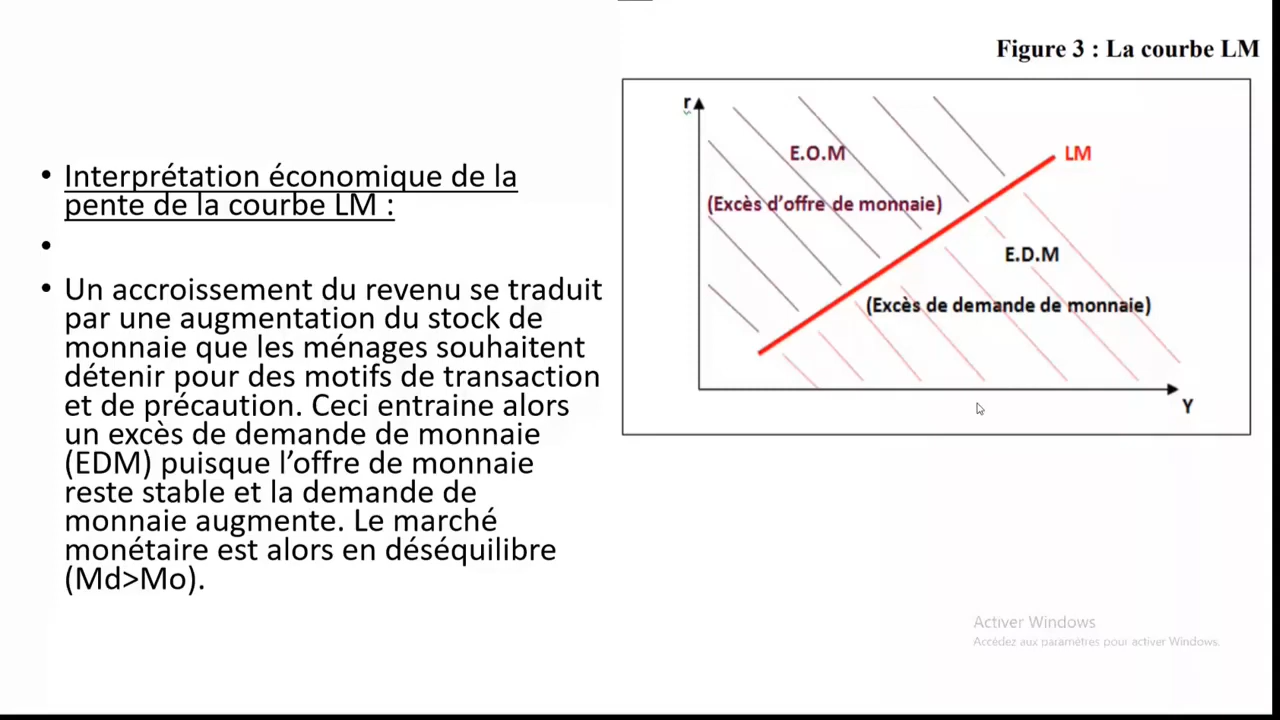 Figure 3 : La courbe LM
• Interprétation économique de la
pente de la courbe LM :
•
• Un accroissement du revenu se traduit
par une augmentation du stock de
monnaie que les ménages souhaitent
détenir pour des motifs de transaction
et de précaution. Ceci entraine alors
un excès de demande de monnaie
(EDM) puisque l’offre de monnaie
reste stable et la demande de
monnaie augmente. Le marché
monétaire est alors en déséquilibre
(Md>Mo).
r
E.O.M
LM
(Excès d’offre de monnaie)
E.D.M
(Excès de demande de monnaie)
Y
Activer Windows
Accédez aux paramètres pour activer Windows.